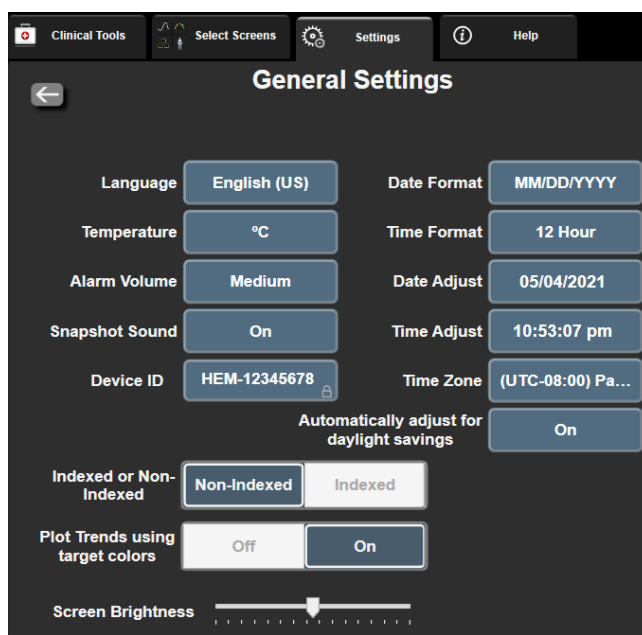 Clinical Tools
Select Screens
Settings
Help
General Settings
Language
English (US)
Date Format
MM/DD/YYYY
Temperature
ºC
Time Format
12 Hour
Alarm Volume
Medium
Date Adjust
05/04/2021
Snapshot Sound
On
Time Adjust
10:53:07 pm
Device ID
HEM-12345678
Time Zone
(UTC-08:00) Pa...
Automatically adjust for
daylight savings
On
Indexed or Non-
Indexed
Non-Indexed
Indexed
Plot Trends using
target colors
Off
On
Screen Brightness